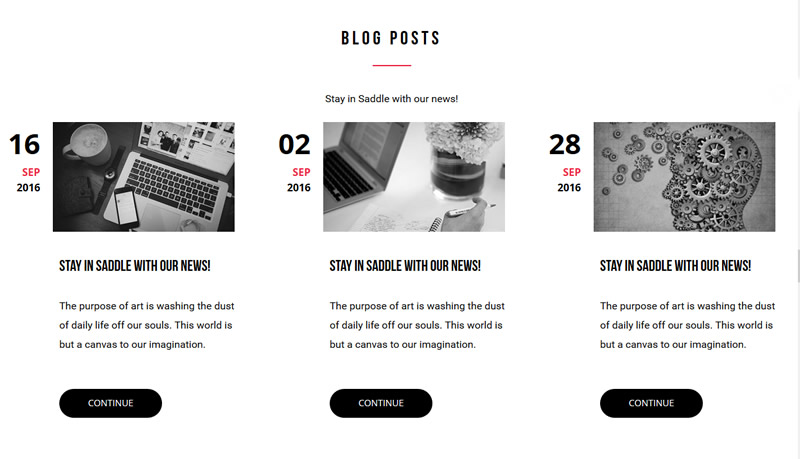 BLOG POSTS
Stay in Saddle with our news!
16
SEP
2016
STAY IN SADDLE WITH OUR NEWS!
The purpose of art is washing the dust
of daily life off our souls. This world is
but a canvas to our imagination.
CONTINUE
02
SEP
2016
STAY IN SADDLE WITH OUR NEWS!
The purpose of art is washing the dust
of daily life off our souls. This world is
but a canvas to our imagination.
CONTINUE
28
SEP
2016
STAY IN SADDLE WITH OUR NEWS!
The purpose of art is washing the dust
of daily life off our souls. This world is
but a canvas to our imagination.
CONTINUE